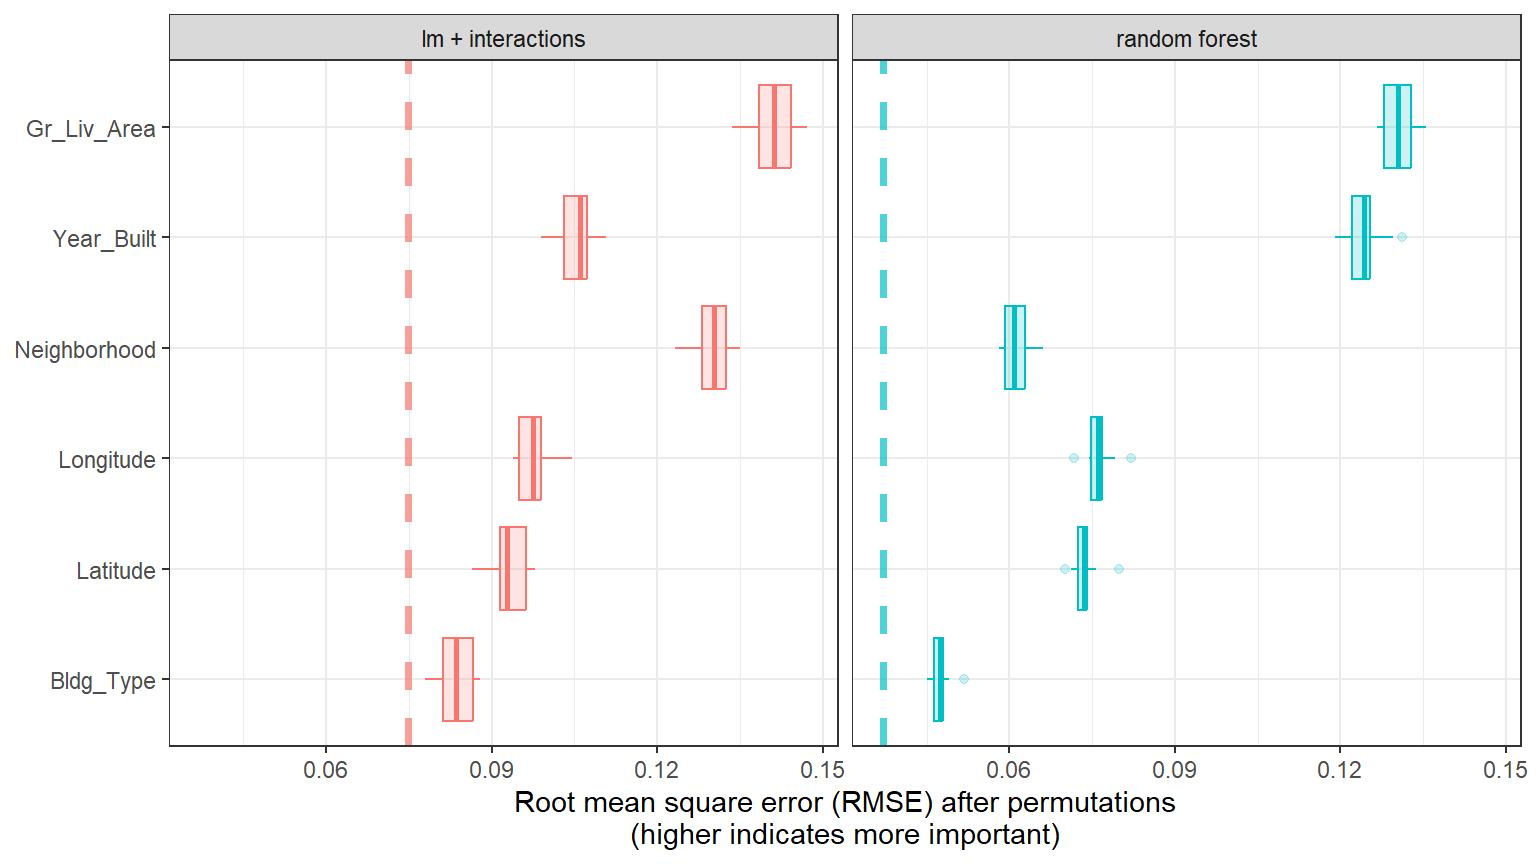 lm + interactions
random forest
Gr_Liv_Area
Year_Built
Neighborhood
Longitude
Latitude
Bldg_Type
0.06 0.09 0.12 0.15
0.06 0.09 0.12 0.15
Root mean square error (RMSE) after permutations
(higher indicates more important)